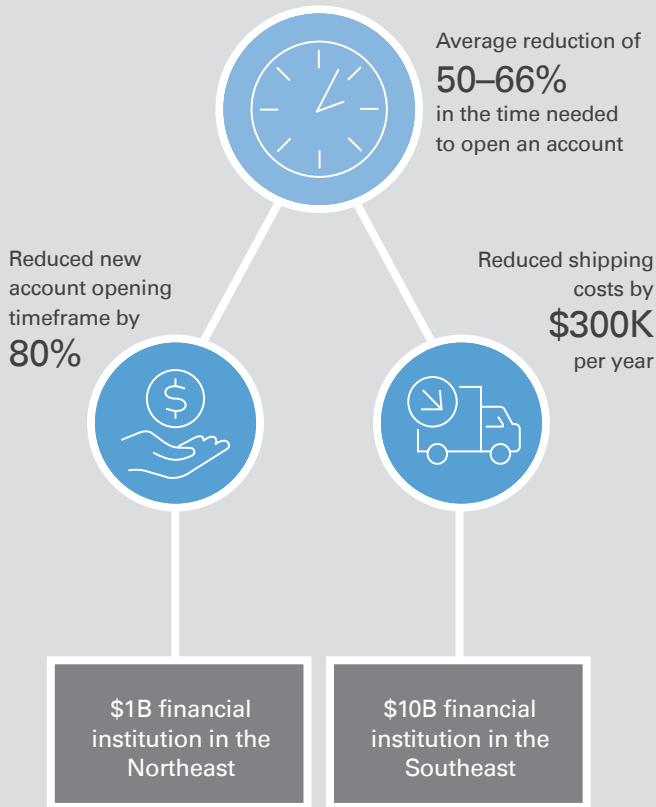 Average reduction of
50–66%
in the time needed
to open an account
Reduced new
account opening
timeframe by
80%
Reduced shipping
costs by
$300K
per year
$
$1B financial
institution in the
Northeast
$10B financial
institution in the
Southeast